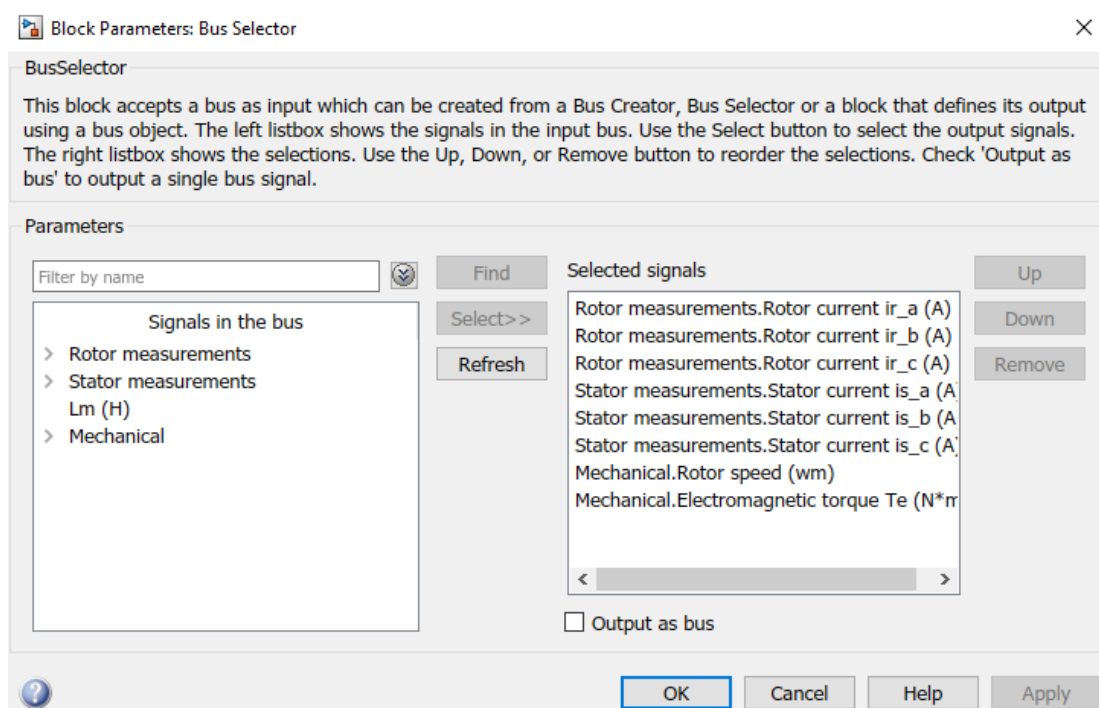 Block Parameters: Bus Selector
BusSelector
This block accepts a bus as input which can be created from a Bus Creator, Bus Selector or a block that defines its output
using a bus object. The left listbox shows the signals in the input bus. Use the Select button to select the output signals.
The right listbox shows the selections. Use the Up, Down, or Remove button to reorder the selections. Check 'Output as
bus' to output a single bus signal.
Parameters
Filter by name
Find
Select>>
Refresh
Signals in the bus
Rotor measurements
Stator measurements
Lm (H)
Mechanical
Selected signals
Rotor measurements.Rotor current ir_a (A)
Rotor measurements.Rotor current ir_b (A)
Rotor measurements.Rotor current ir_c (A)
Stator measurements.Stator current is_a (A)
Stator measurements.Stator current is_b (A
Stator measurements.Stator current is_c (A)
Mechanical.Rotor speed (wm)
Mechanical.Electromagnetic torque Te (N*m
Up
Down
Remove
Output as bus
OK
Cancel
Help
Apply